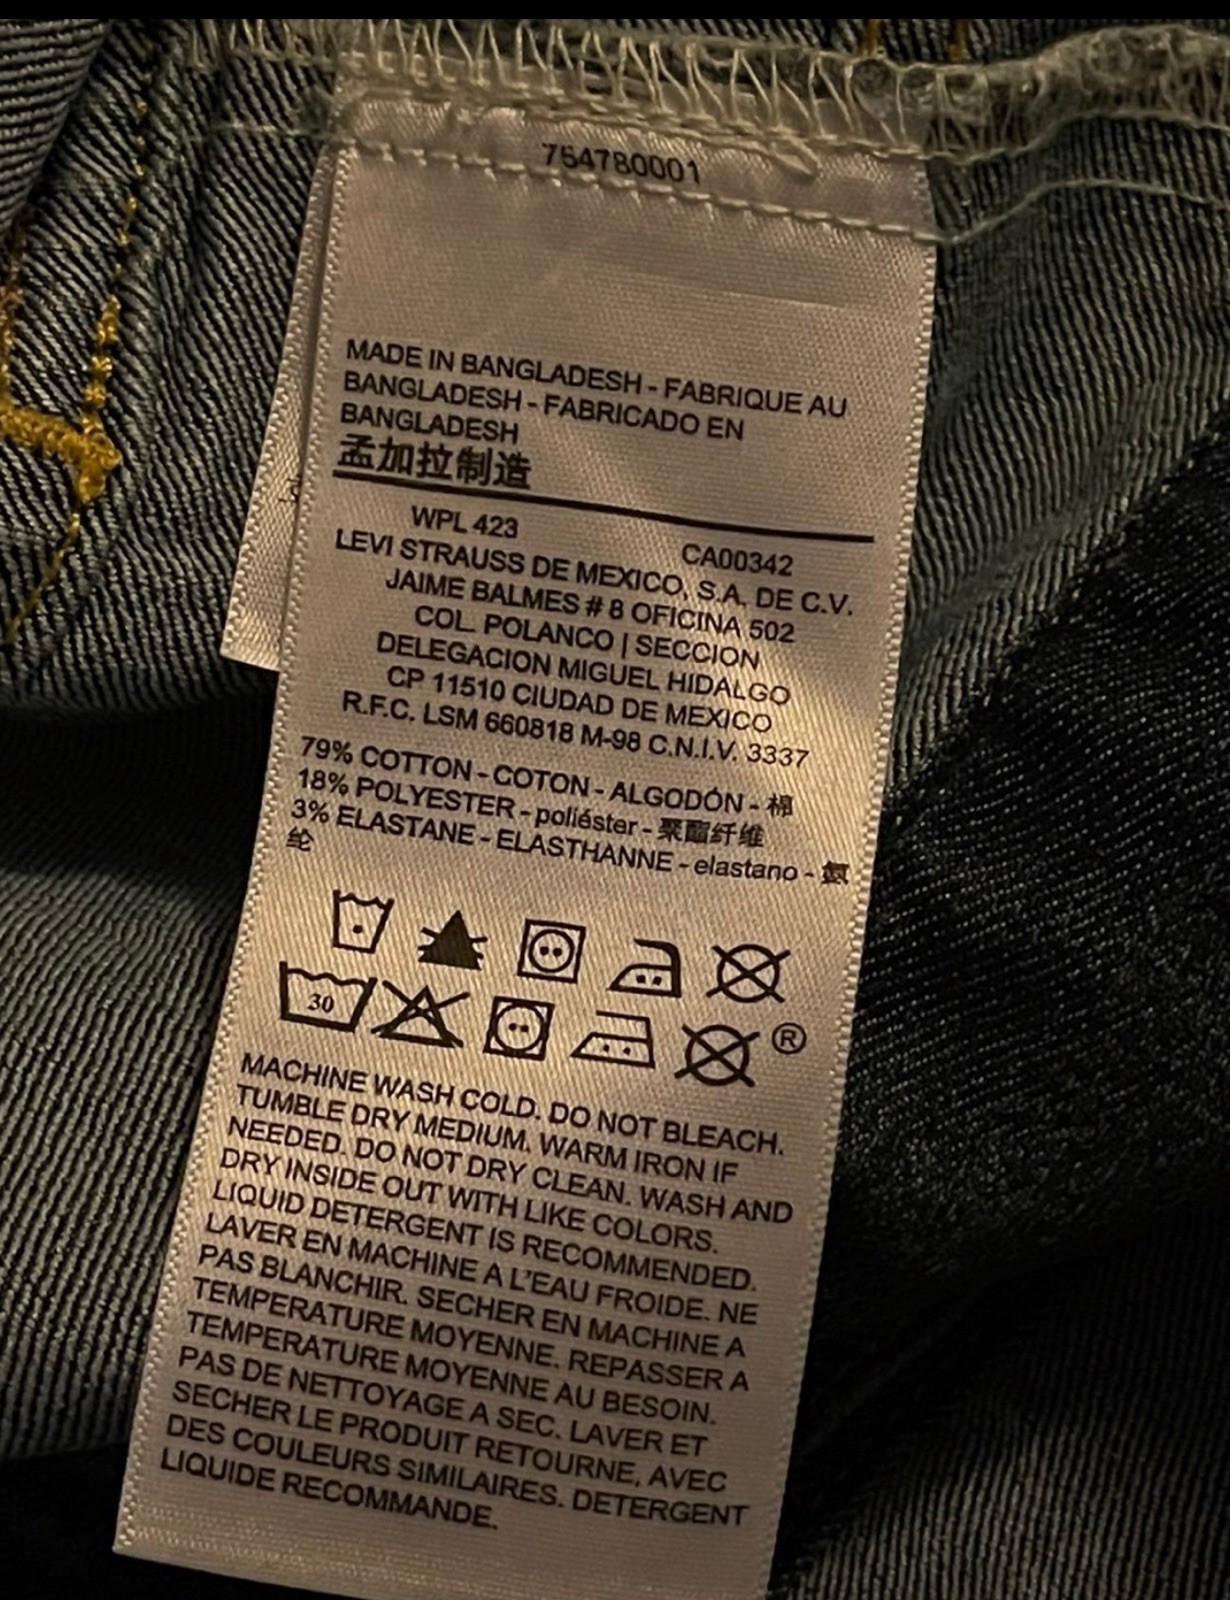 754780001
MADE IN BANGLADESH - FABRIQUE AU
BANGLADESH - FABRICADO EN
BANGLADESH
孟加拉制造
WPL 423 CA00342
LEVI STRAUSS DE MEXICO, S.A. DE C.V.
JAIME BALMES # 8 OFICINA 502
COL. POLANCO | SECCION
DELEGACION MIGUEL HIDALGO
CP 11510 CIUDAD DE MEXICO
R.F.C. LSM 660818 M-98 C.N.I.V. 3337
79% COTTON - COTON - ALGODÓN - 棉
18% POLYESTER - poliéster - 聚酯纤维
3% ELASTANE - ELASTHANNE - elastano - 氨
纶
30
®
MACHINE WASH COLD. DO NOT BLEACH.
TUMBLE DRY MEDIUM. WARM IRON IF
NEEDED. DO NOT DRY CLEAN. WASH AND
DRY INSIDE OUT WITH LIKE COLORS.
LIQUID DETERGENT IS RECOMMENDED.
LAVER EN MACHINE A L'EAU FROIDE. NE
PAS BLANCHIR. SECHER EN MACHINE A
TEMPERATURE MOYENNE. REPASSER A
TEMPERATURE MOYENNE AU BESOIN.
PAS DE NETTOYAGE A SEC. LAVER ET
SECHER LE PRODUIT RETOURNE, AVEC
DES COULEURS SIMILAIRES. DETERGENT
LIQUIDE RECOMMANDE.